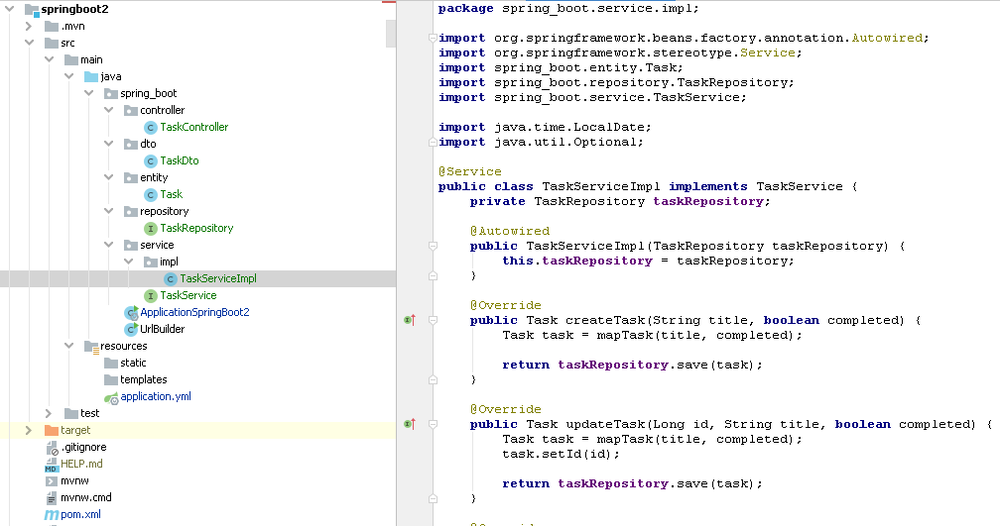 springboot2
.mvn
src
main
java
spring_boot
controller
TaskController
dto
TaskDto
entity
Task
repository
TaskRepository
service
impl
TaskServiceImpl
TaskService
ApplicationSpringBoot2
UrlBuilder
resources
static
templates
application.yml
test
target
.gitignore
HELP.md
mvnw
mvnw.cmd
pom.xml
package spring_boot.service.impl;
import org.springframework.beans.factory.annotation.Autowired;
import org.springframework.stereotype.Service;
import spring_boot.entity.Task;
import spring_boot.repository.TaskRepository;
import spring_boot.service.TaskService;
import java.time.LocalDate;
import java.util.Optional;
@Service
public class TaskServiceImpl implements TaskService {
private TaskRepository taskRepository;
@Autowired
public TaskServiceImpl(TaskRepository taskRepository) {
this.taskRepository = taskRepository;
}
@Override
public Task createTask(String title, boolean completed) {
Task task = mapTask(title, completed);
return taskRepository.save(task);
}
@Override
public Task updateTask(Long id, String title, boolean completed) {
Task task = mapTask(title, completed);
task.setId(id);
return taskRepository.save(task);
}